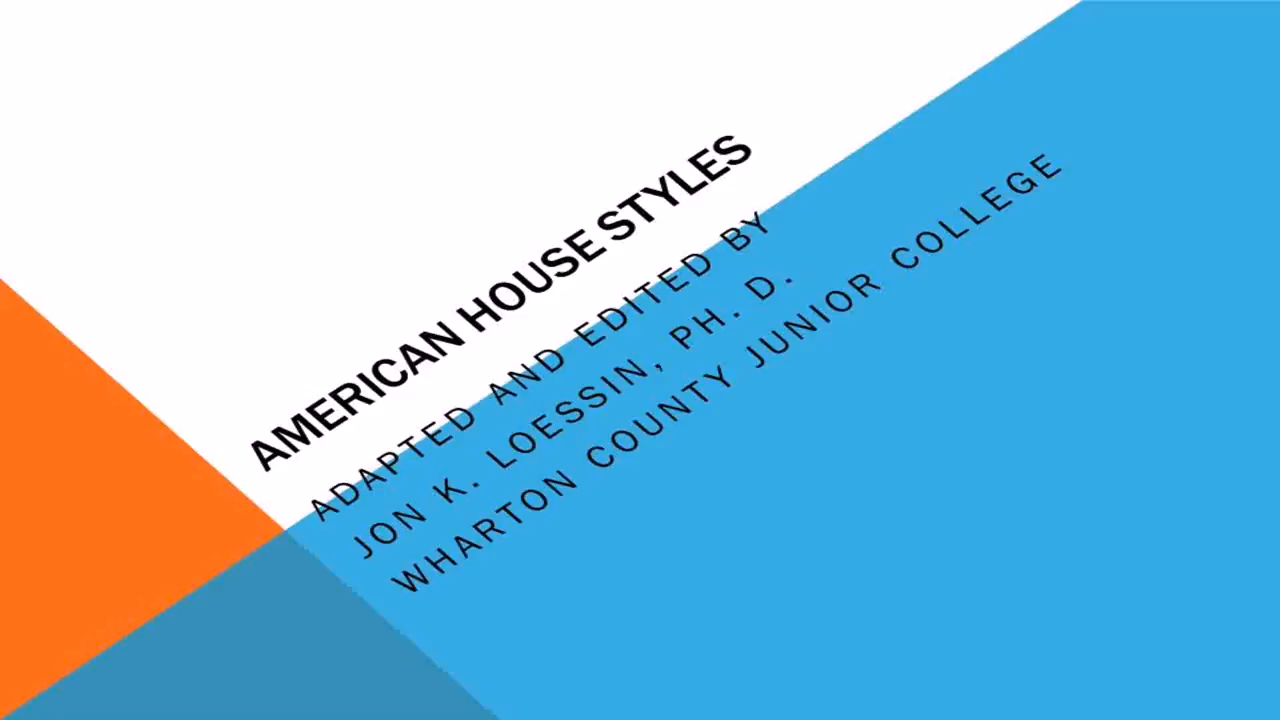 AMERICAN HOUSE STYLES
ADAPTED AND EDITED BY
JON K. LOESSIN, PH. D.
WHARTON COUNTY JUNIOR COLLEGE